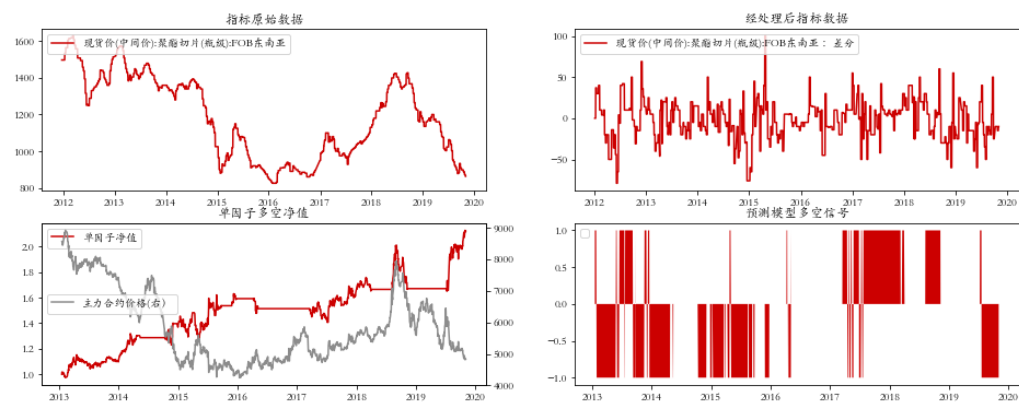 指标原始数据
现货价(中间价):聚酯切片(瓶级):FOB东南亚
1600
1400
1200
1000
800
2012 2013 2014 2015 2016 2017 2018 2019 2020
经处理后指标数据
现货价(中间价):聚酯切片(瓶级):FOB东南亚：差分
100
50
0
−50
2012 2013 2014 2015 2016 2017 2018 2019 2020
单因子多空净值
单因子净值
主力合约价格(右)
2.0
1.8
1.6
1.4
1.2
1.0
9000
8000
7000
6000
5000
4000
2013 2014 2015 2016 2017 2018 2019 2020
预测模型多空信号
1.0
0.5
0.0
−0.5
−1.0
2013 2014 2015 2016 2017 2018 2019 2020